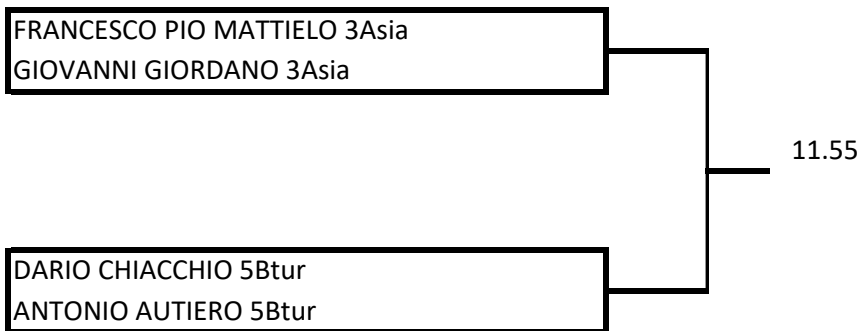 FRANCESCO PIO MATTIELO 3Asia
GIOVANNI GIORDANO 3Asia
11.55
DARIO CHIACCHIO 5Btur
ANTONIO AUTIERO 5Btur